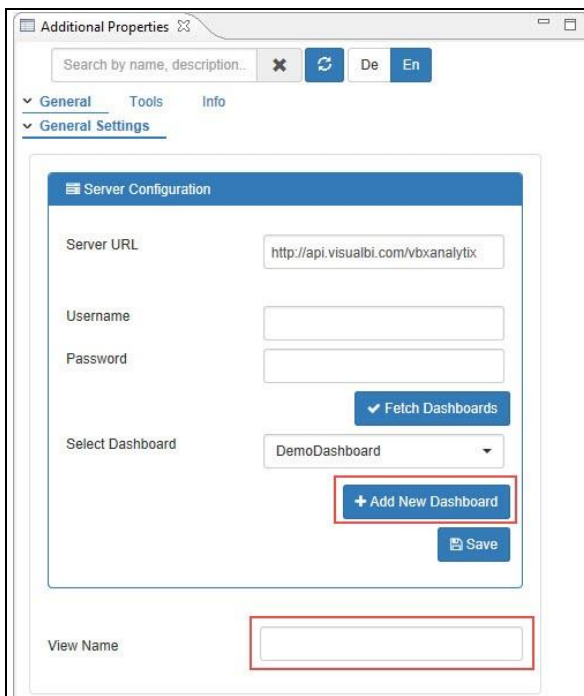 Additional Properties
Search by name, description.. De En
General Tools Info
General Settings
Server Configuration
Server URL http://api.visualbi.com/vbxanalytix
Username
Password
Fetch Dashboards
Select Dashboard DemoDashboard
+ Add New Dashboard
Save
View Name